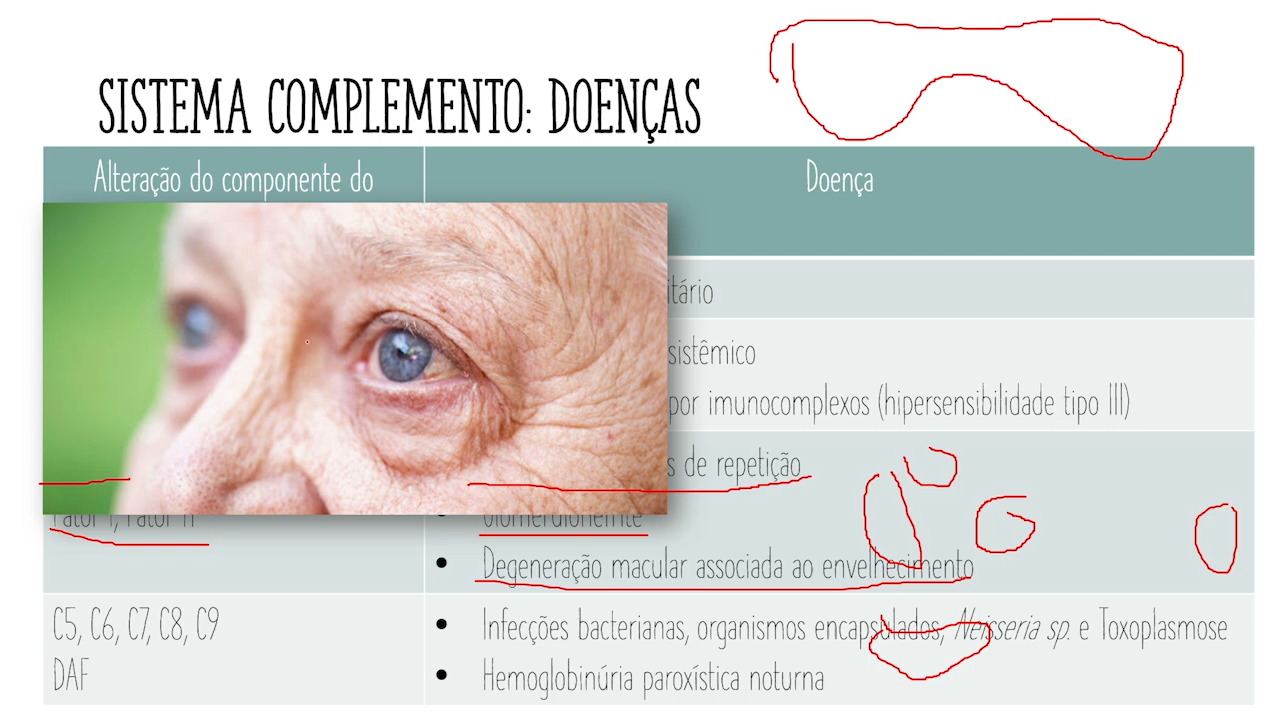 SISTEMA COMPLEMENTO: DOENÇAS
Alteração do componente do
Doença
sistêmico
por imunocomplexos (hipersensibilidade tipo III)
de repetição
Glomerulonefrite
• Degeneração macular associada ao envelhecimento
C5, C6, C7, C8, C9
DAF
• Infecções bacterianas, organismos encapsulados, Neisseria sp. e Toxoplasmose
• Hemoglobinúria paroxística noturna